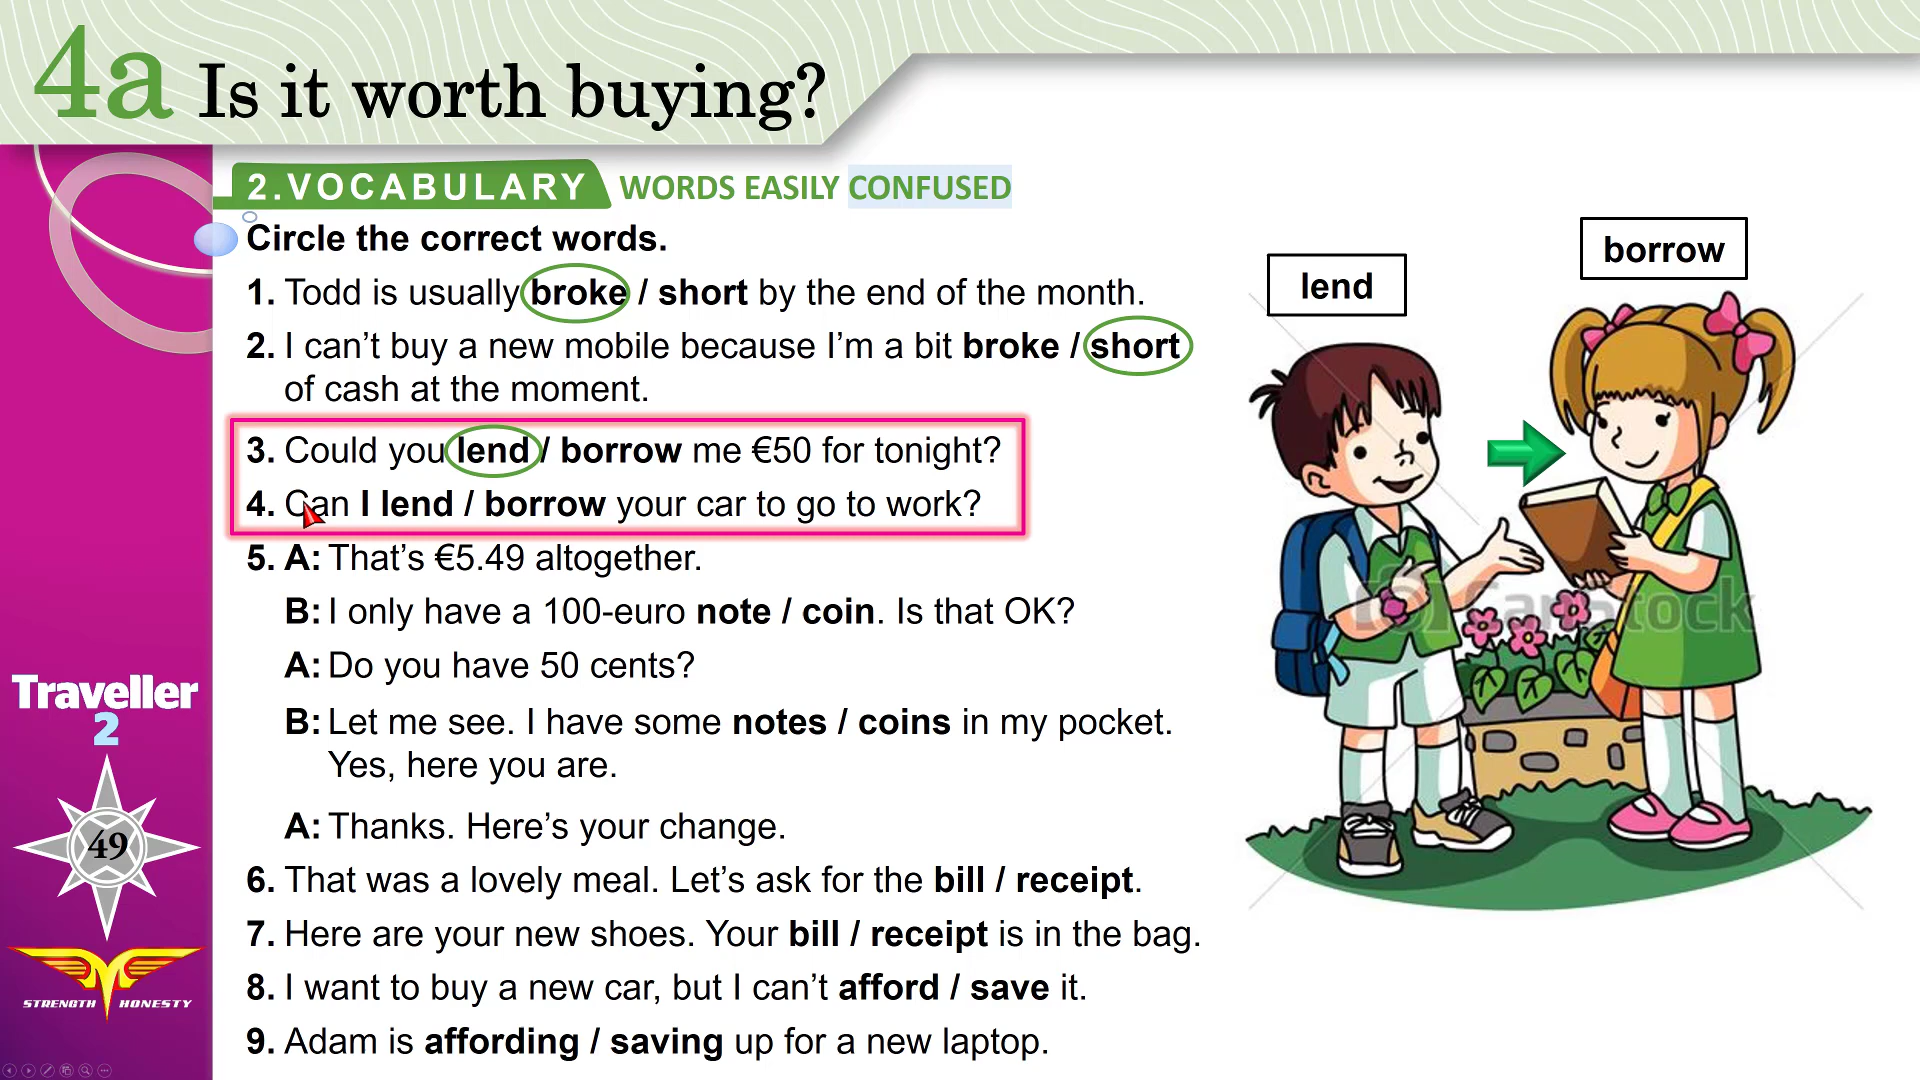 4a Is it worth buying?
2.VOCABULARY WORDS EASILY CONFUSED
Circle the correct words.
1. Todd is usually broke / short by the end of the month.
2. I can't buy a new mobile because I'm a bit broke / short
of cash at the moment.
3. Could you lend / borrow me €50 for tonight?
4. Can I lend / borrow your car to go to work?
5. A: That's €5.49 altogether.
B: I only have a 100-euro note / coin. Is that OK?
A: Do you have 50 cents?
B: Let me see. I have some notes / coins in my pocket.
Yes, here you are.
A: Thanks. Here's your change.
6. That was a lovely meal. Let's ask for the bill / receipt.
7. Here are your new shoes. Your bill / receipt is in the bag.
8. I want to buy a new car, but I can't afford / save it.
9. Adam is affording / saving up for a new laptop.
lend
borrow
Traveller
2
49
STRENGTH HONESTY